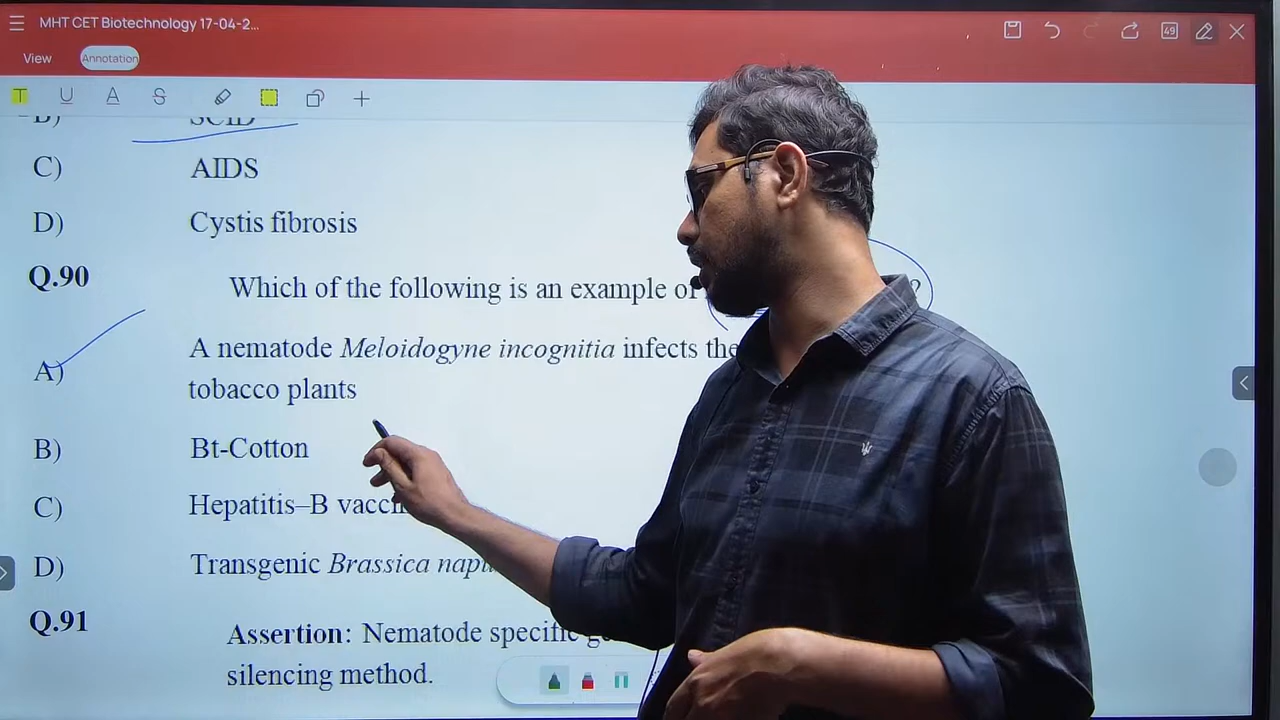 MHT CET Biotechnology 17-04-2...
49
View
Annotation
T U A S
SCID
C) AIDS
D) Cystis fibrosis
Q.90 Which of the following is an example of ?
A) A nematode Meloidogyne incognitia infects the
tobacco plants
B) Bt-Cotton
C) Hepatitis–B
D) Transgenic Brassica
Q.91 Assertion: Nematode specific
silencing method.